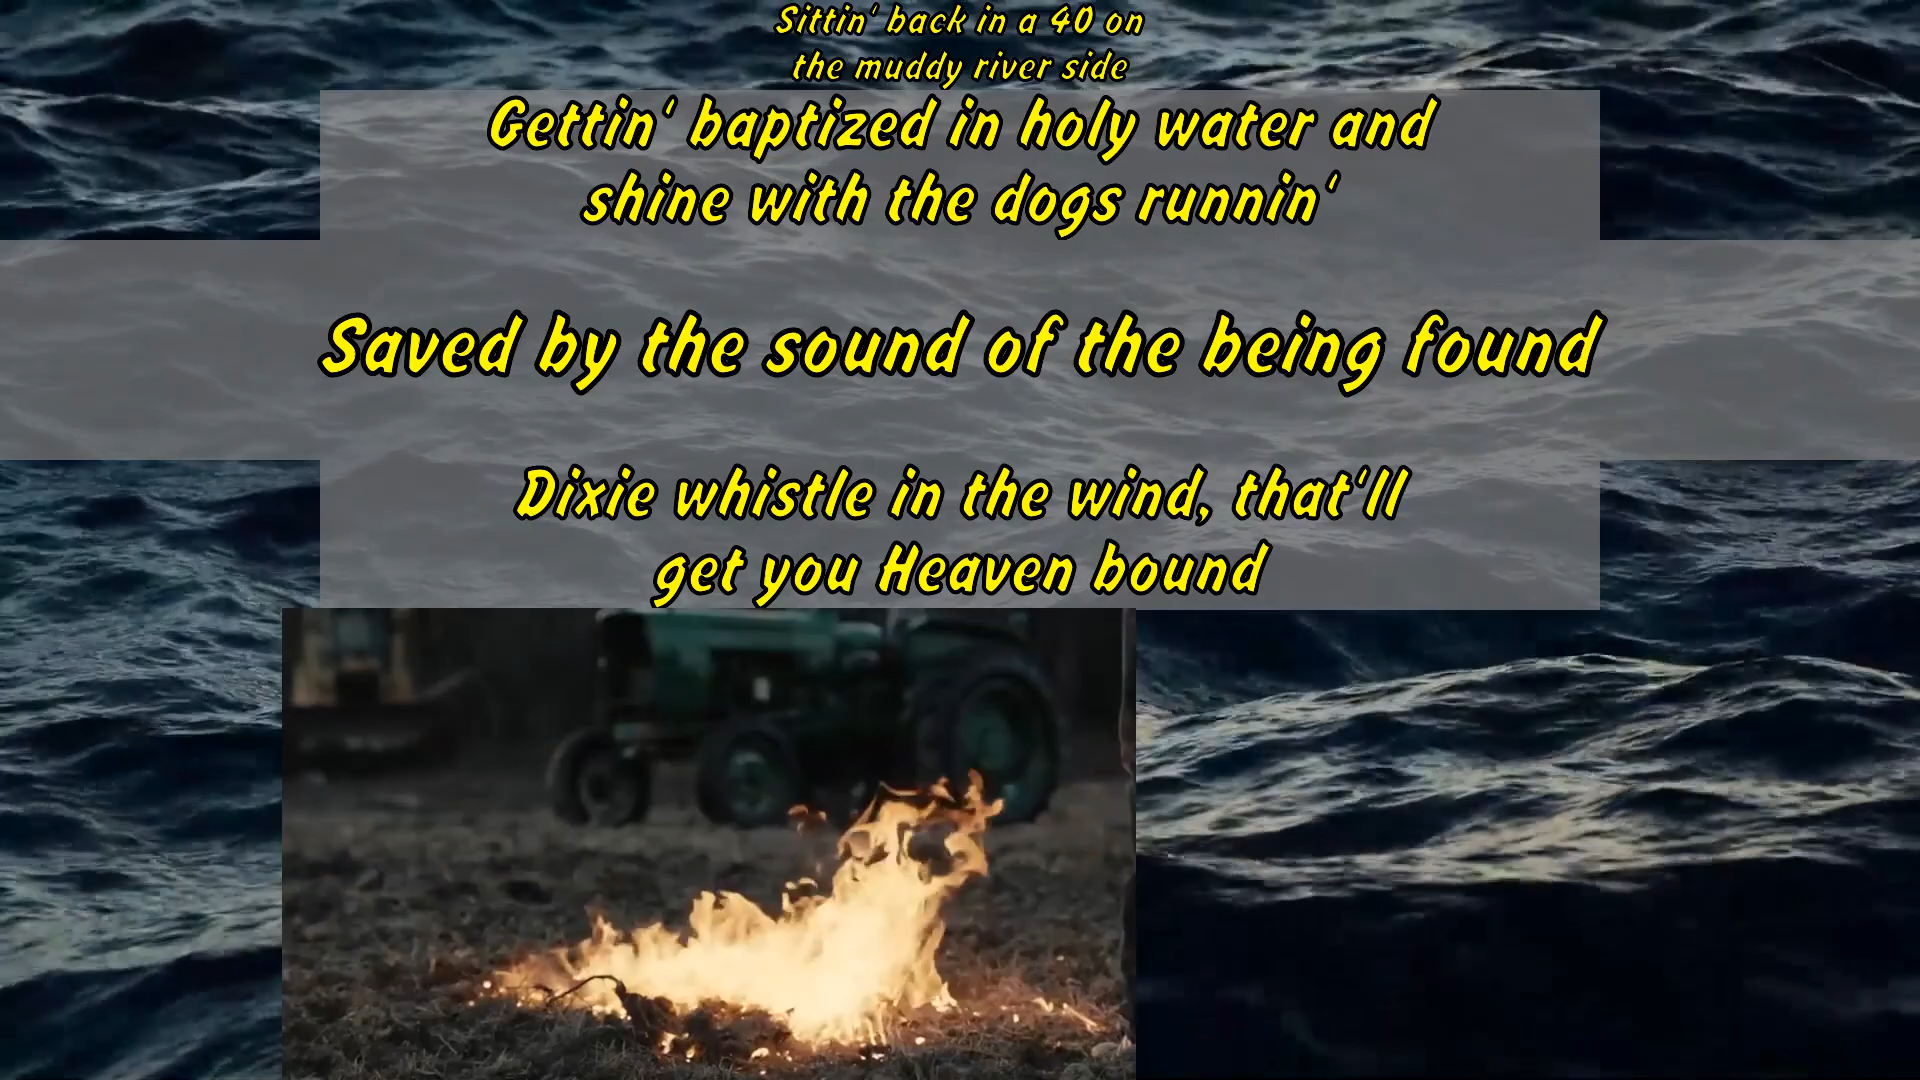 Sittin' back in a 40 on
the muddy river side
Gettin' baptized in holy water and
shine with the dogs runnin'
Saved by the sound of the being found
Dixie whistle in the wind, that'll
get you Heaven bound